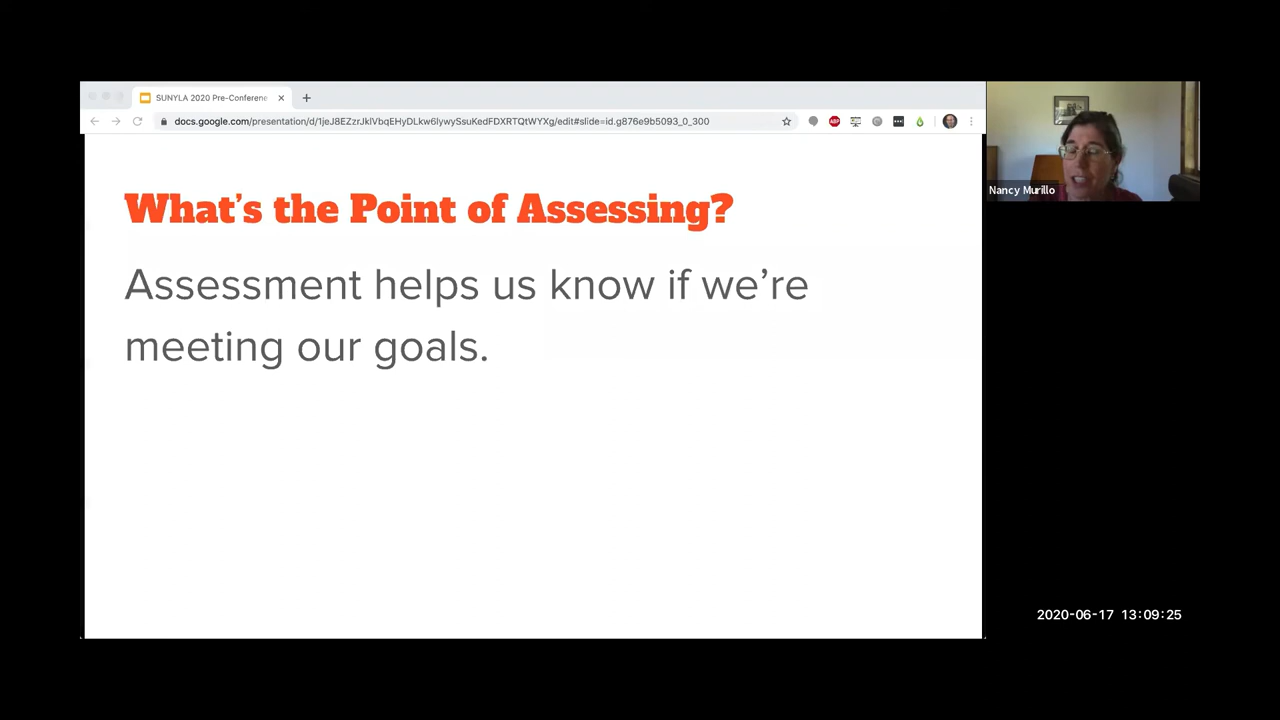 SUNYLA 2020 Pre-Conferenc
docs.google.com/presentation/d/1jeJ8EZzrJklVbqEHyDLkw6lywySsuKedFDXRTQtWYXg/edit#slide=id.g876e9b5093_0_300
ABP
Nancy Murillo
What's the Point of Assessing?
Assessment helps us know if we're
meeting our goals.
2020-06-17 13:09:25